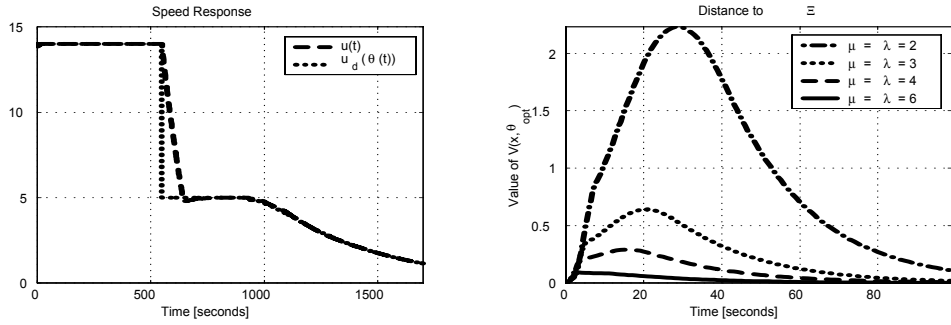 Speed Response
15
10
5
0
0
500
1000
1500
Time [seconds]
u(t)
u_d (θ (t))
Distance to Ξ
Value of V(x, θ_opt)
2
1.5
1
0.5
0
0
20
40
60
80
Time [seconds]
μ = λ = 2
μ = λ = 3
μ = λ = 4
μ = λ = 6